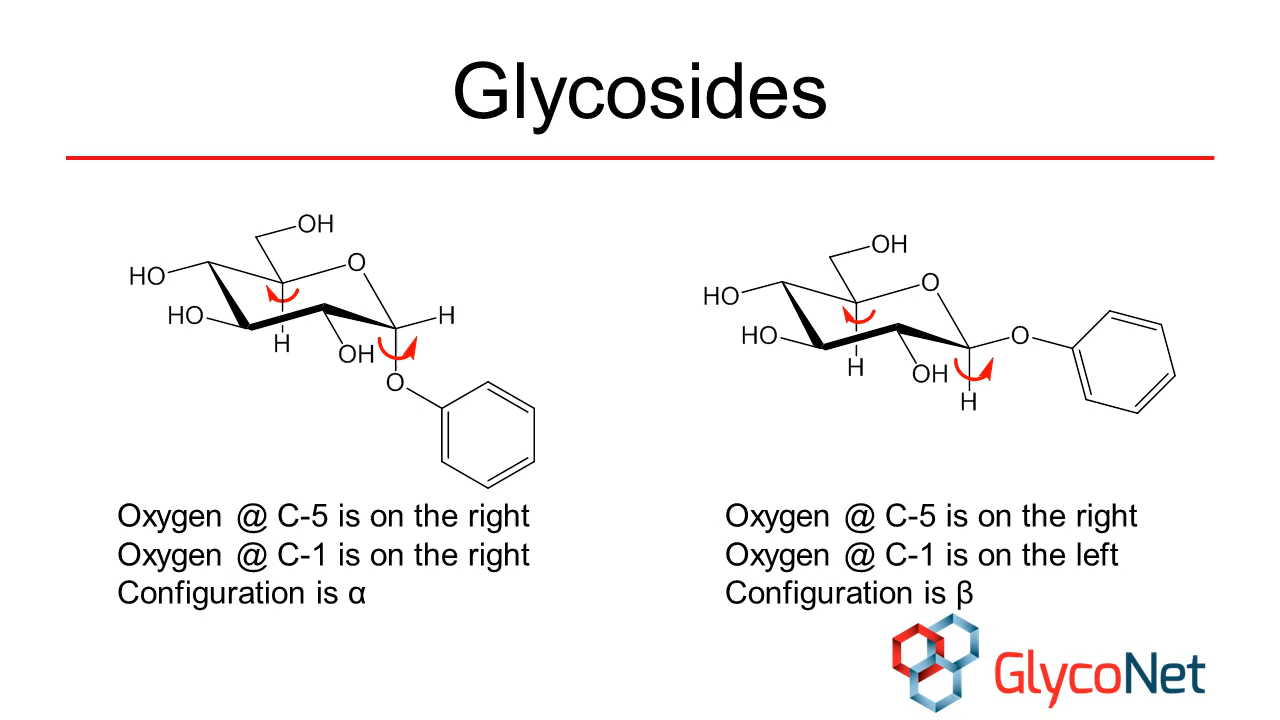 Glycosides
OH
HO
O
HO
H
H
OH
O
OH
HO
O
HO
O
H
OH
H
Oxygen @ C-5 is on the right
Oxygen @ C-1 is on the right
Configuration is α
Oxygen @ C-5 is on the right
Oxygen @ C-1 is on the left
Configuration is β
GlycoNet